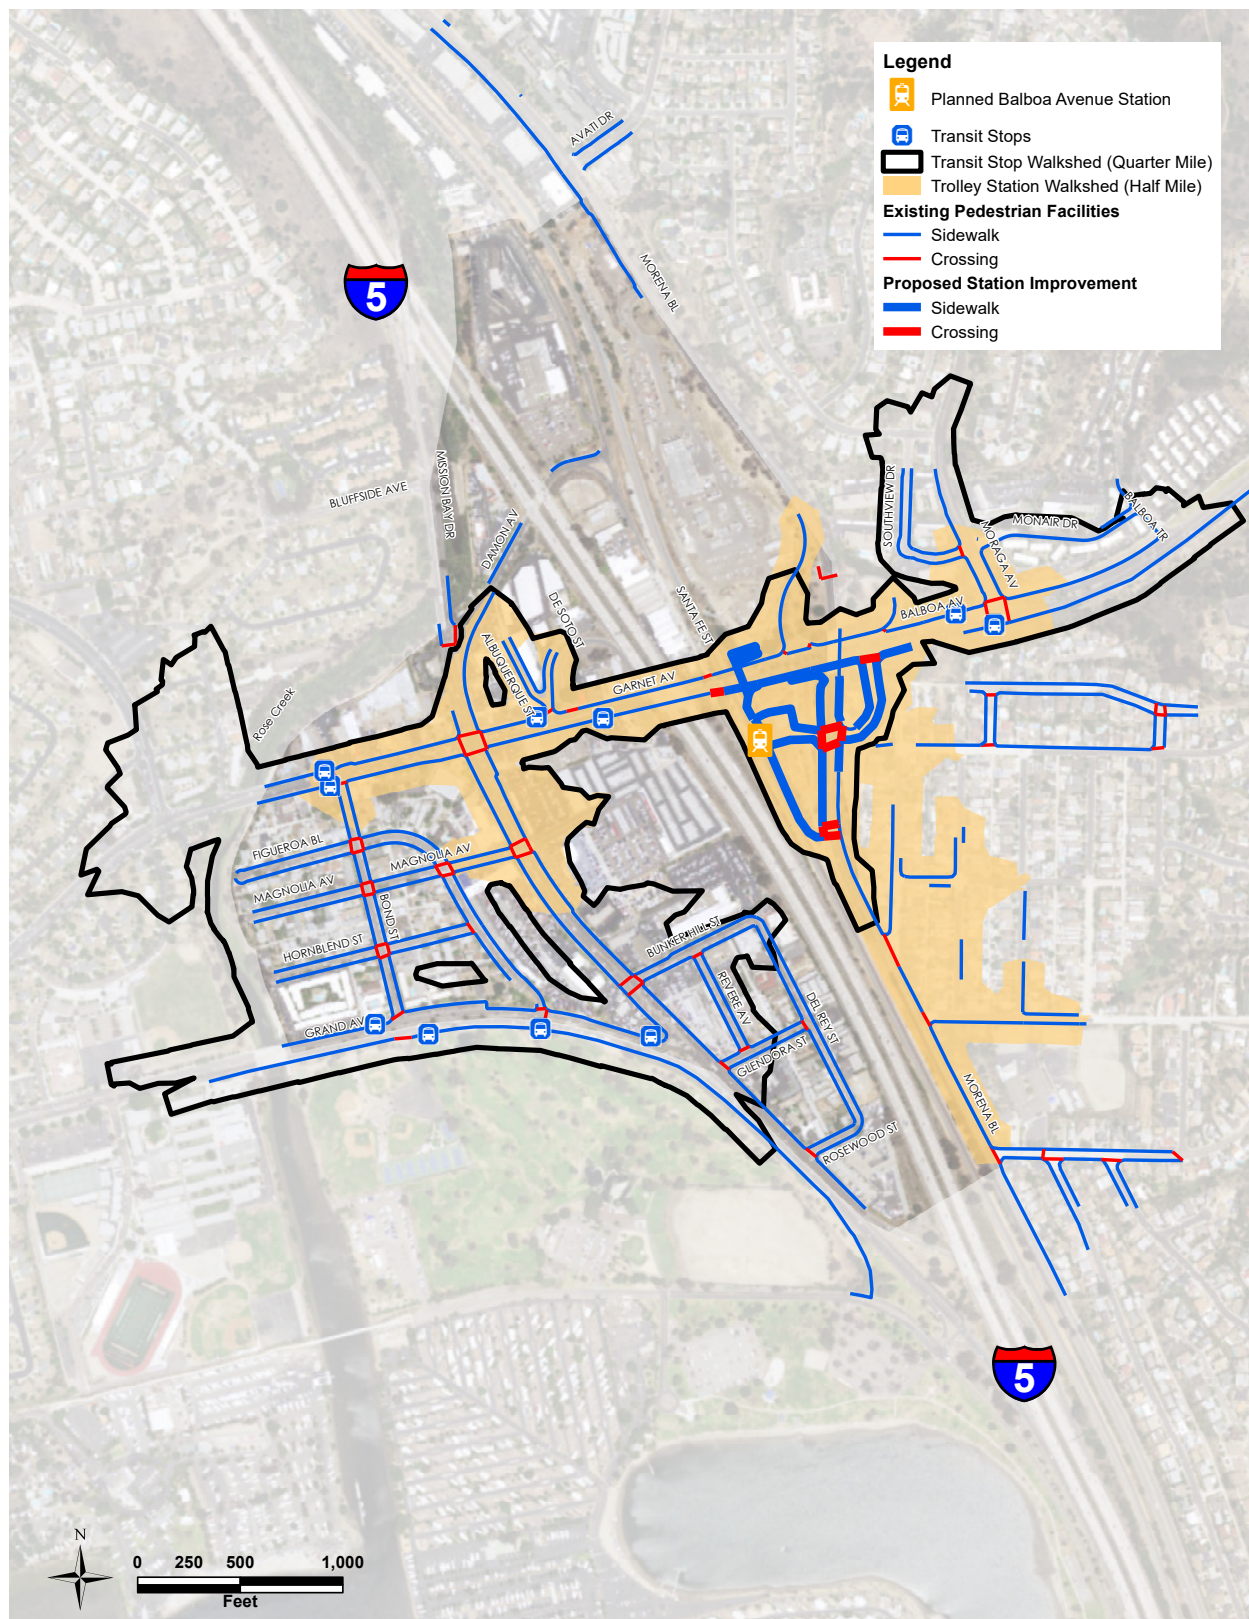 Legend
Planned Balboa Avenue Station
Transit Stops
Transit Stop Walkshed (Quarter Mile)
Trolley Station Walkshed (Half Mile)
Existing Pedestrian Facilities
Sidewalk
Crossing
Proposed Station Improvement
Sidewalk
Crossing
AVATI DR
MORENA BL
5
BLUFFSIDE AVE
MISSION BAY DR
DAMON AV
DE SOTO ST
ALBUQUERQUE ST
SANTA FE ST
SOUTHVIEW DR
MONAIR DR
BALBOA TR
MORAGA AV
BALBOA AV
GARNET AV
Rose Creek
FIGUEROA BL
MAGNOLIA AV
MAGNOLIA AV
BOND ST
HORNBLEND ST
GRAND AV
BUNKER HILL ST
REVERE AV
DEL REY ST
GLENDORA ST
ROSEWOOD ST
MORENA BL
5
N
0 250 500 1,000
Feet